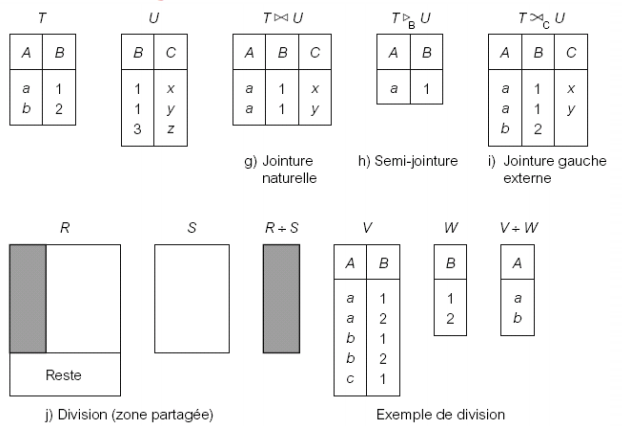 T U T ⋈ U T ▷B U T ⋊C U
A B B C A B C A B A B C
a 1 1 x a 1 x a 1 a 1 x
b 2 1 y a 1 y a 1 y
3 z b 2
g) Jointure naturelle
h) Semi-jointure
i) Jointure gauche externe
R S R ÷ S V W V ÷ W
A B B A
a 1 1 a
a 2 2 b
b 1
b 2
c 1
Reste
j) Division (zone partagée)
Exemple de division